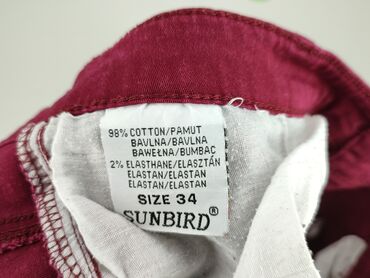 98% COTTON/PAMUT
BAVLNA/BAVLNA
BAWEŁNA/BUMBAC
2% ELASTHANE/ELASZTÁN
ELASTAN/ELASTAN
ELASTAN/ELASTAN
SIZE 34
SUNBIRD®